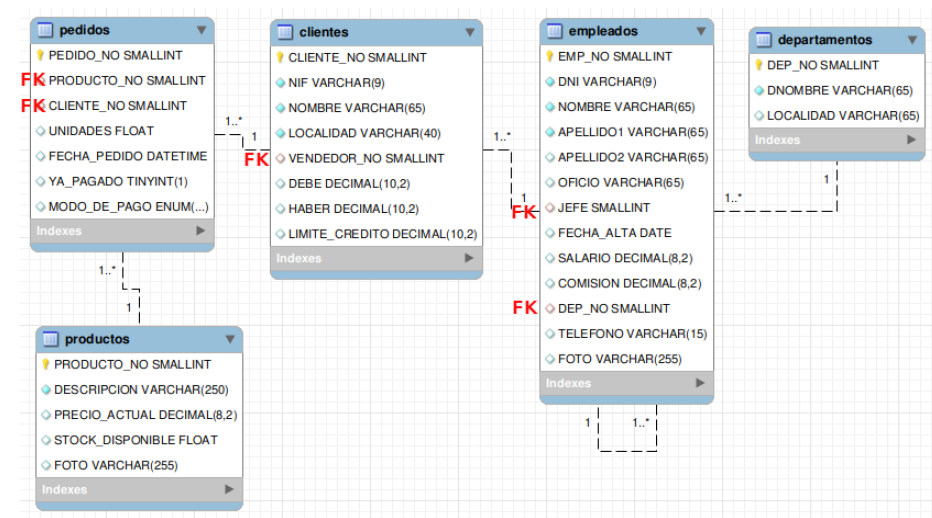 pedidos
PEDIDO_NO SMALLINT
FK PRODUCTO_NO SMALLINT
FK CLIENTE_NO SMALLINT
UNIDADES FLOAT
FECHA_PEDIDO DATETIME
YA_PAGADO TINYINT(1)
MODO_DE_PAGO ENUM(...)
Indexes
1..*
1
clientes
CLIENTE_NO SMALLINT
NIF VARCHAR(9)
NOMBRE VARCHAR(65)
LOCALIDAD VARCHAR(40)
FK VENDEDOR_NO SMALLINT
DEBE DECIMAL(10,2)
HABER DECIMAL(10,2)
LIMITE_CREDITO DECIMAL(10,2)
Indexes
1..*
1
empleados
EMP_NO SMALLINT
DNI VARCHAR(9)
NOMBRE VARCHAR(65)
APELLIDO1 VARCHAR(65)
APELLIDO2 VARCHAR(65)
OFICIO VARCHAR(65)
FK JEFE SMALLINT
FECHA_ALTA DATE
SALARIO DECIMAL(8,2)
COMISION DECIMAL(8,2)
FK DEP_NO SMALLINT
TELEFONO VARCHAR(15)
FOTO VARCHAR(255)
Indexes
1
1..*
departamentos
DEP_NO SMALLINT
DNOMBRE VARCHAR(65)
LOCALIDAD VARCHAR(65)
Indexes
1
1..*
1..*
1
productos
PRODUCTO_NO SMALLINT
DESCRIPCION VARCHAR(250)
PRECIO_ACTUAL DECIMAL(8,2)
STOCK_DISPONIBLE FLOAT
FOTO VARCHAR(255)
Indexes